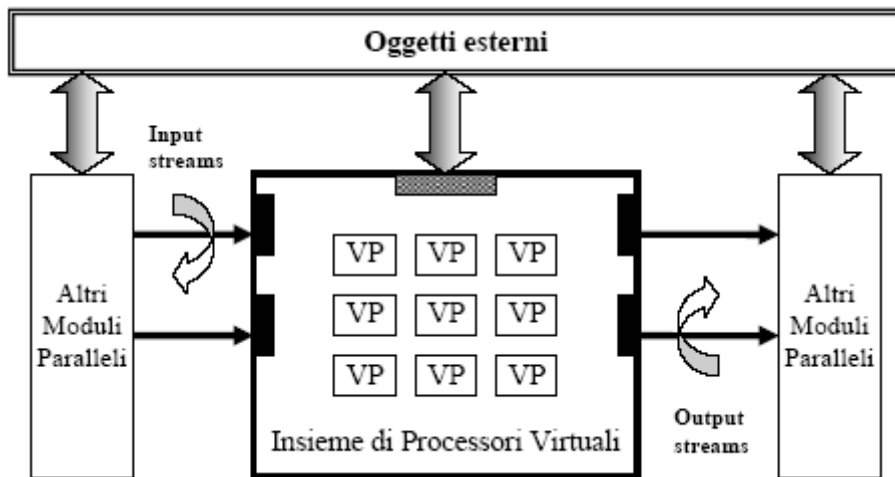 Oggetti esterni
Input
streams
Altri
Moduli
Paralleli
VP VP VP
VP VP VP
VP VP VP
Insieme di Processori Virtuali
Altri
Moduli
Paralleli
Output
streams